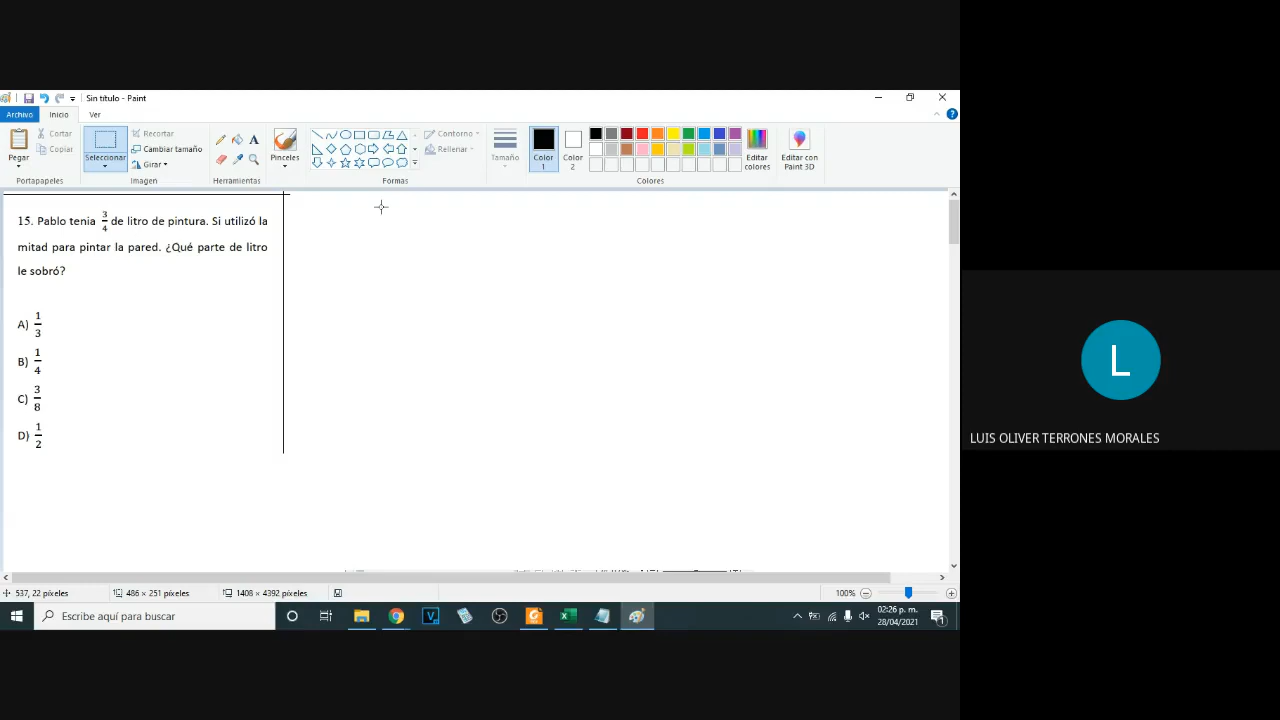 Sin título - Paint
Archivo Inicio Ver
Pegar
Cortar
Copiar
Portapapeles
Seleccionar
Recortar
Cambiar tamaño
Girar
Imagen
A
Herramientas
Pinceles
Contorno
Rellenar
Formas
Tamaño
Color 1
Color 2
Editar colores
Editar con Paint 3D
Colores
15. Pablo tenia 3/4 de litro de pintura. Si utilizó la
mitad para pintar la pared. ¿Qué parte de litro
le sobró?
A) 1/3
B) 1/4
C) 3/8
D) 1/2
L
LUIS OLIVER TERRONES MORALES
537, 22 píxeles 486 × 251 píxeles 1408 × 4392 píxeles 100%
Escribe aquí para buscar
02:26 p. m.
28/04/2021